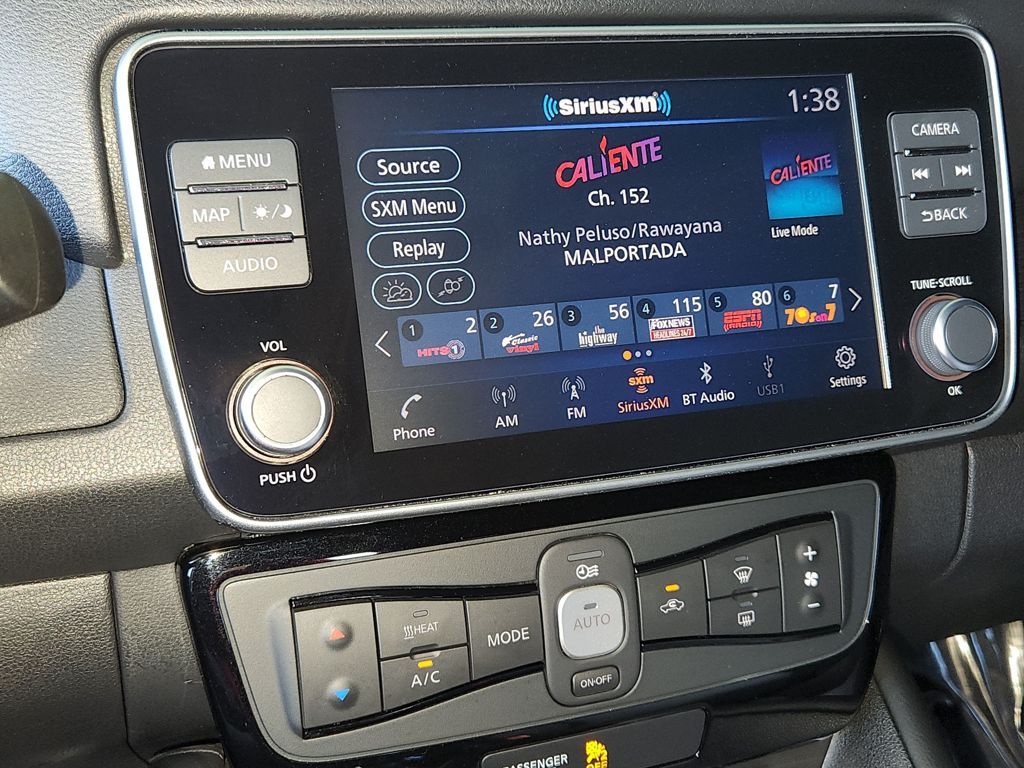 SiriusXM
1:38
MENU
MAP
AUDIO
VOL
PUSH
Source
SXM Menu
Replay
CALIENTE
Ch. 152
Nathy Peluso/Rawayana
MALPORTADA
CALIENTE
Live Mode
1 2 HITS 1
2 26 Classic Vinyl
3 56 the highway
4 115 FOX NEWS HEADLINES 24/7
5 80 ESPN RADIO
6 7 70s on 7
Phone
AM
FM
sxm
SiriusXM
BT Audio
USB1
Settings
CAMERA
BACK
TUNE·SCROLL
OK
HEAT
A/C
MODE
AUTO
ON·OFF
+
-
PASSENGER
OFF